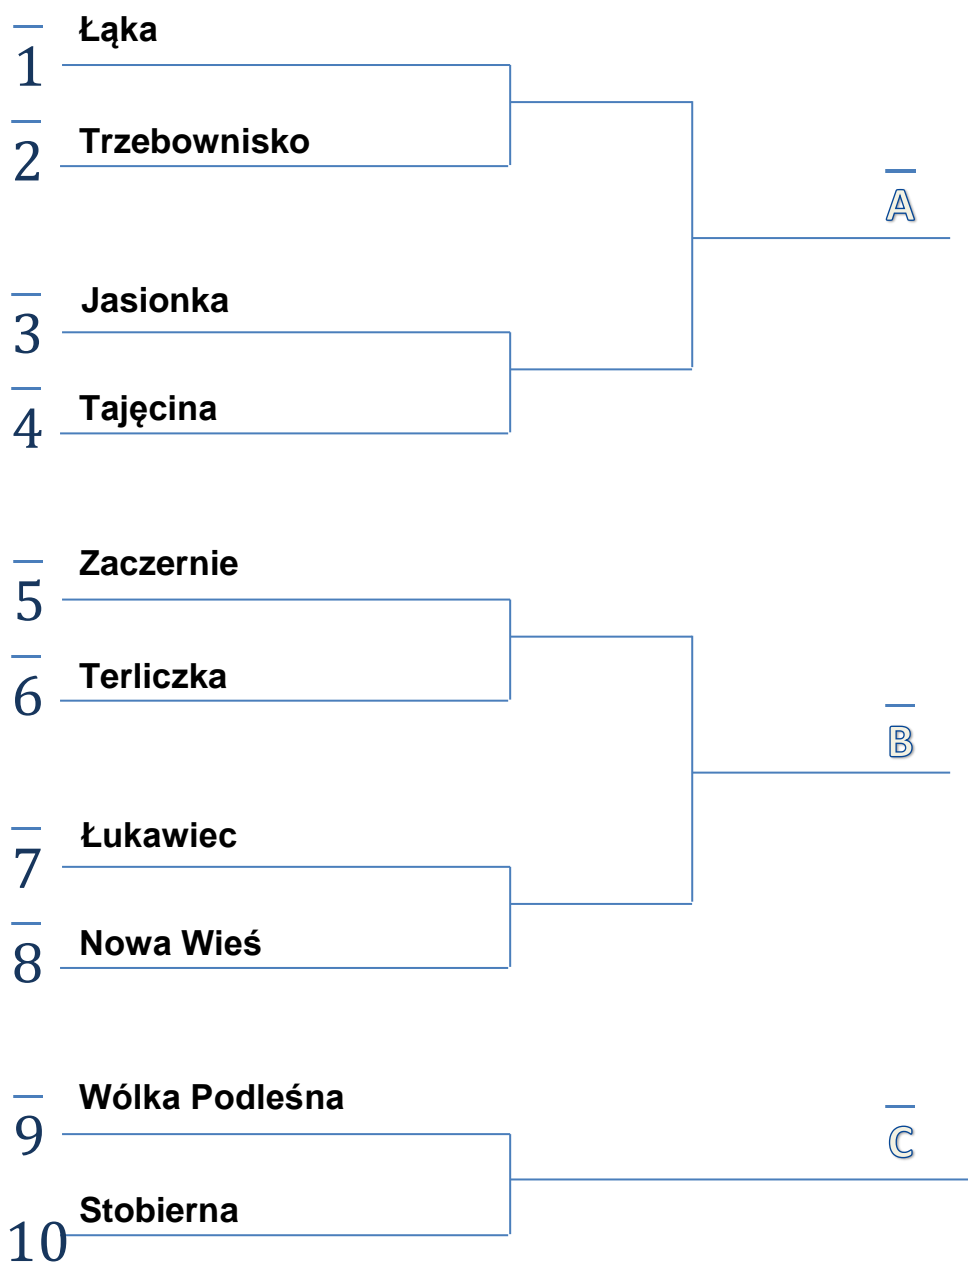 Łąka
1
Trzebownisko
2
A
Jasionka
3
Tajęcina
4
Zaczernie
5
Terliczka
6
B
Łukawiec
7
Nowa Wieś
8
Wólka Podleśna
9
C
Stobierna
10